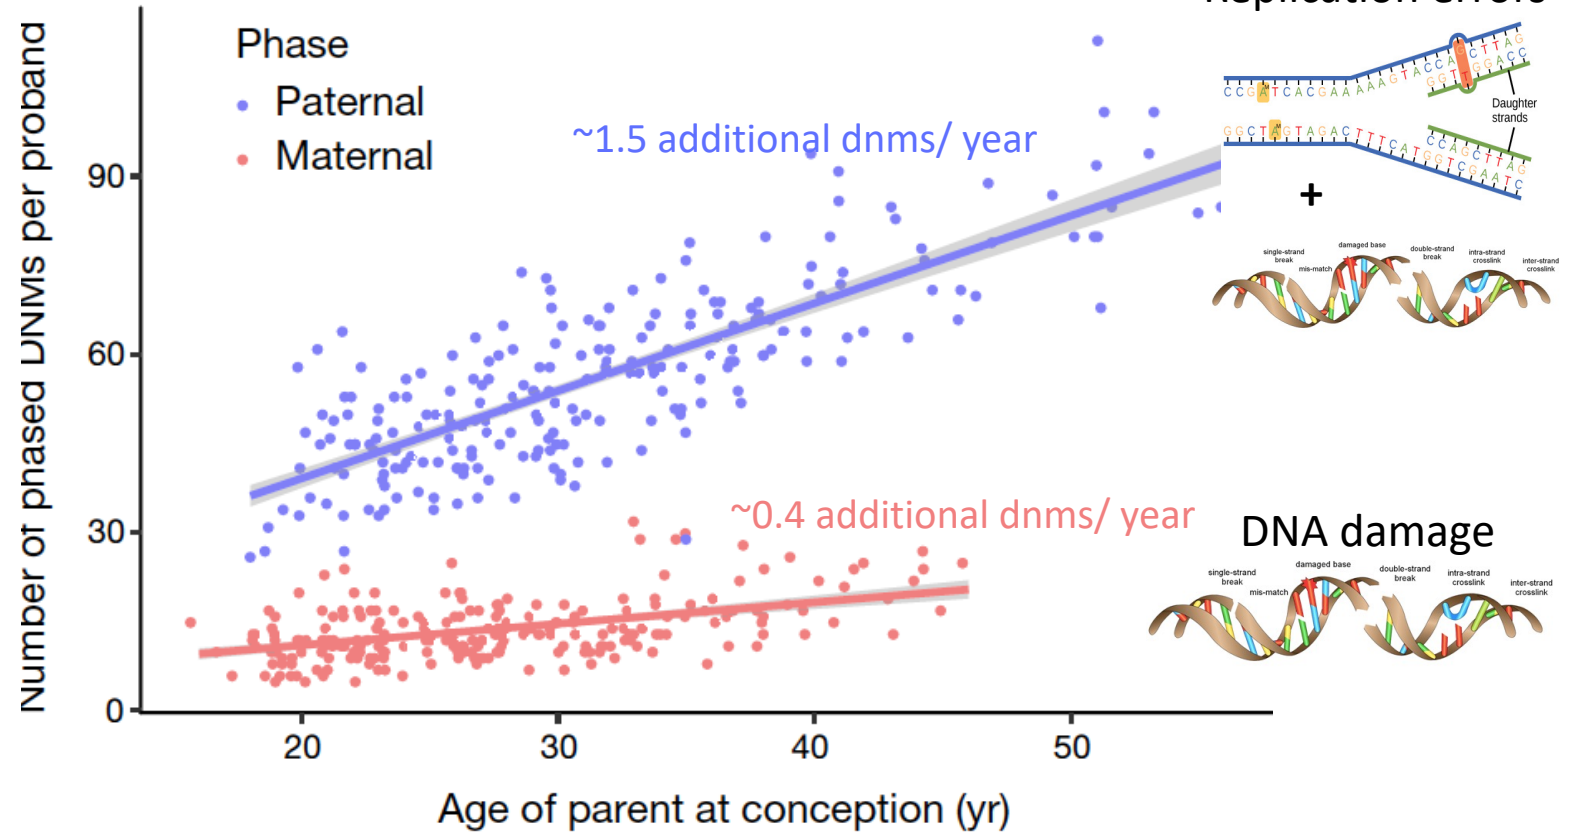 Replication errors
Number of phased DNMs per proband
Phase
Paternal
Maternal
~1.5 additional dnms/ year
~0.4 additional dnms/ year
90
60
30
0
20
30
40
50
Age of parent at conception (yr)
Daughter
strands
+
single-strand
break
mis-match
damaged base
double-strand
break
intra-strand
crosslink
inter-strand
crosslink
DNA damage
single-strand
break
mis-match
damaged base
double-strand
break
intra-strand
crosslink
inter-strand
crosslink